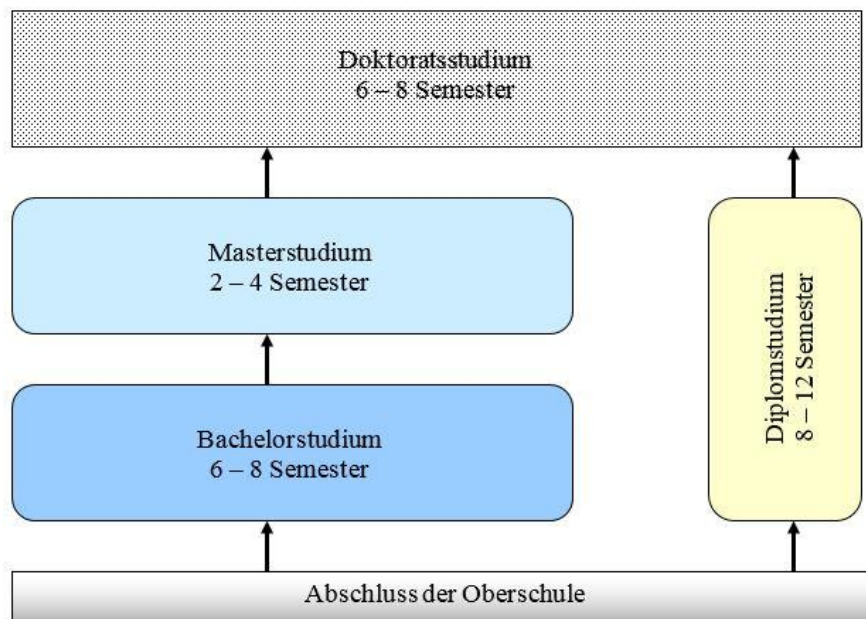 Doktoratsstudium
6 – 8 Semester
Masterstudium
2 – 4 Semester
Bachelorstudium
6 – 8 Semester
Diplomstudium
8 – 12 Semester
Abschluss der Oberschule